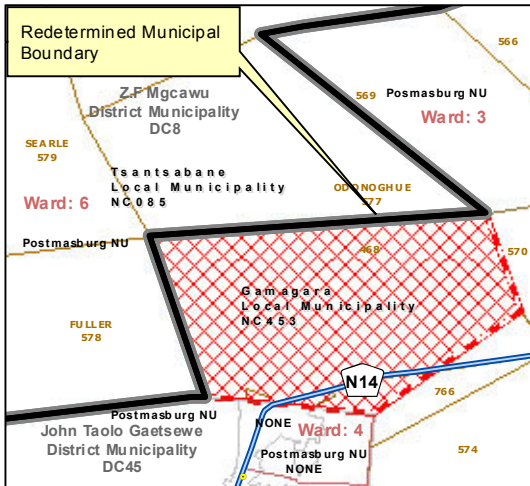 Redetermined Municipal
Boundary
566
Z.F Mgcawu
District Municipality
DC8
569
Posmasburg NU
Ward: 3
SEARLE
579
Tsantsabane
Local Municipality
NC085
ODONOGHUE
577
Ward: 6
Postmasburg NU
468
570
Gamagara
Local Municipality
NC453
FULLER
578
N14
766
Postmasburg NU
NONE
Ward: 4
John Taolo Gaetsewe
District Municipality
DC45
Postmasburg NU
NONE
574